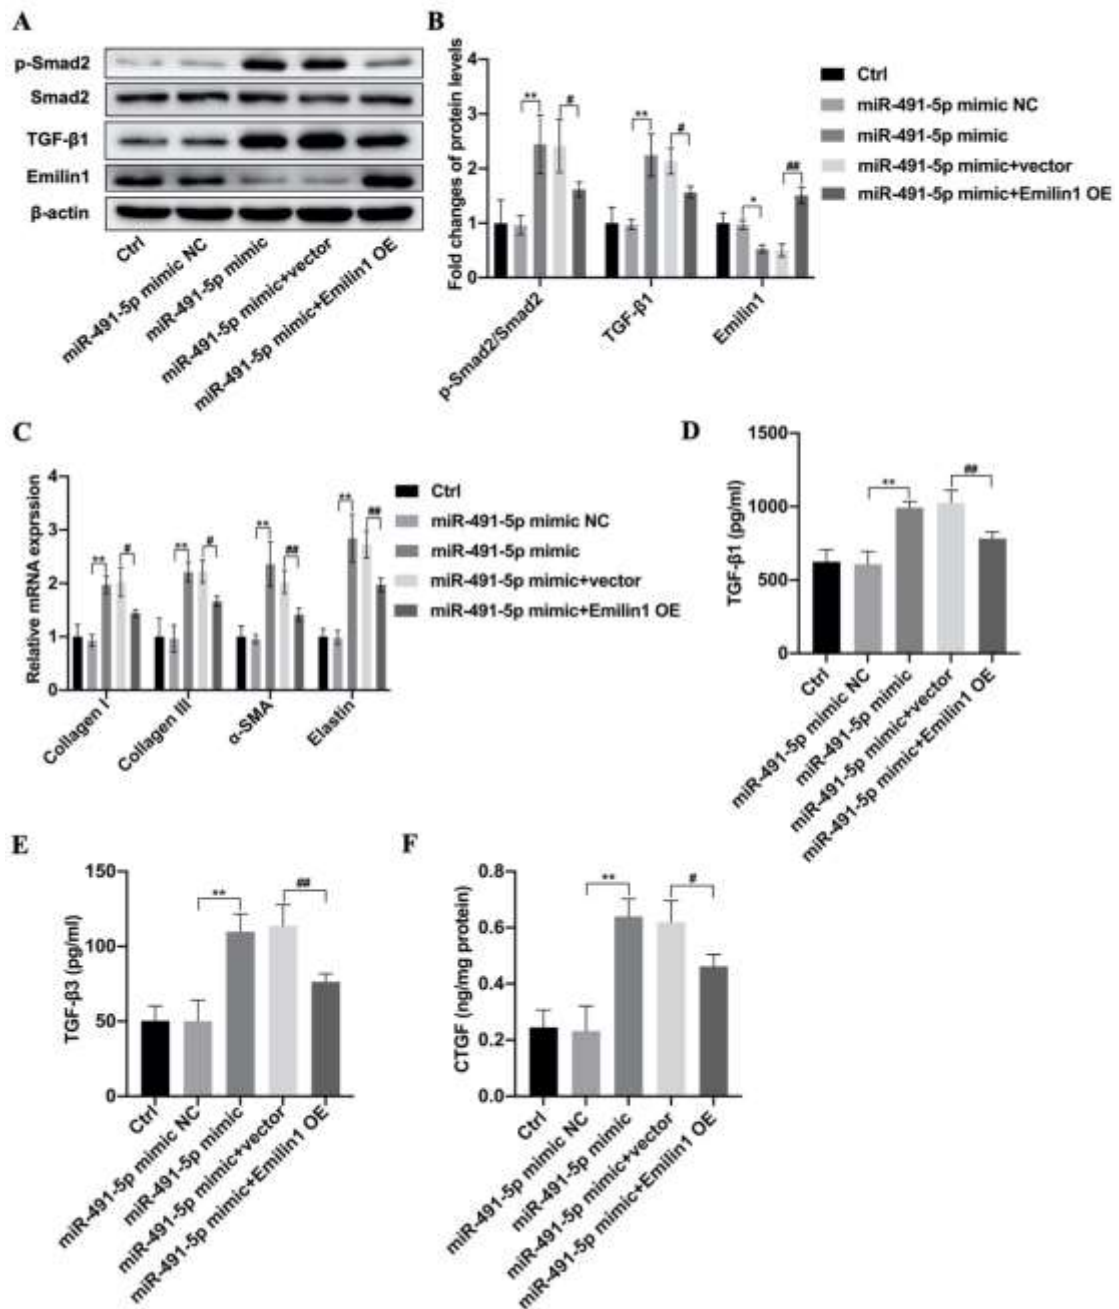 A
p-Smad2
Smad2
TGF-β1
Emilin1
β-actin
Ctrl
miR-491-5p mimic NC
miR-491-5p mimic
miR-491-5p mimic+vector
miR-491-5p mimic+Emilin1 OE
B
Fold changes of protein levels
4
3
2
1
0
**
#
**
#
*
##
p-Smad2/Smad2
TGF-β1
Emilin1
Ctrl
miR-491-5p mimic NC
miR-491-5p mimic
miR-491-5p mimic+vector
miR-491-5p mimic+Emilin1 OE
C
Relative mRNA exprssion
4
3
2
1
0
**
#
**
#
**
##
**
##
Collagen I
Collagen III
α-SMA
Elastin
Ctrl
miR-491-5p mimic NC
miR-491-5p mimic
miR-491-5p mimic+vector
miR-491-5p mimic+Emilin1 OE
D
TGF-β1 (pg/ml)
1500
1000
500
0
**
##
Ctrl
miR-491-5p mimic NC
miR-491-5p mimic
miR-491-5p mimic+vector
miR-491-5p mimic+Emilin1 OE
E
TGF-β3 (pg/ml)
150
100
50
0
**
##
Ctrl
miR-491-5p mimic NC
miR-491-5p mimic
miR-491-5p mimic+vector
miR-491-5p mimic+Emilin1 OE
F
CTGF (ng/mg protein)
0.8
0.6
0.4
0.2
0.0
**
#
Ctrl
miR-491-5p mimic NC
miR-491-5p mimic
miR-491-5p mimic+vector
miR-491-5p mimic+Emilin1 OE